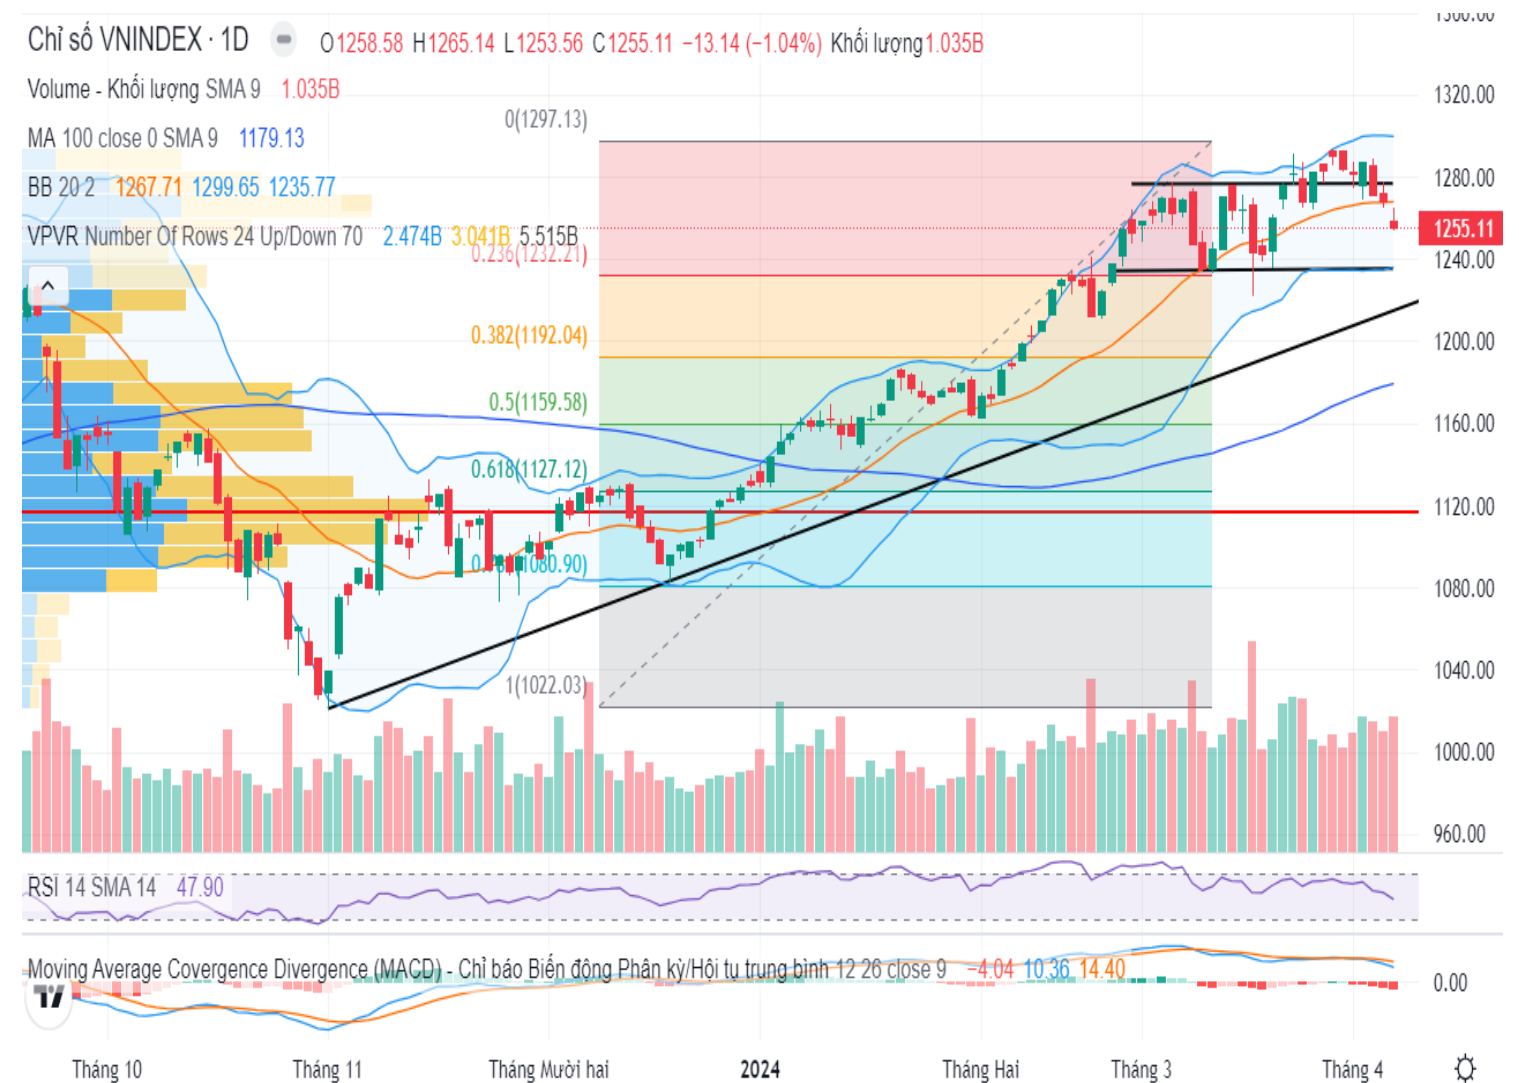 Chỉ số VNINDEX · 1D O1258.58 H1265.14 L1253.56 C1255.11 −13.14 (−1.04%) Khối lượng1.035B
Volume - Khối lượng SMA 9 1.035B
MA 100 close 0 SMA 9 1179.13
BB 20 2 1267.71 1299.65 1235.77
VPVR Number Of Rows 24 Up/Down 70 2.474B 3.041B 5.515B
0(1297.13)
0.236(1232.21)
0.382(1192.04)
0.5(1159.58)
0.618(1127.12)
1(1022.03)
1320.00
1280.00
1255.11
1240.00
1200.00
1160.00
1120.00
1080.00
1040.00
1000.00
960.00
RSI 14 SMA 14 47.90
Moving Average Covergence Divergence (MACD) - Chỉ báo Biến động Phân kỳ/Hội tụ trung bình 12 26 close 9 −4.04 10.36 14.40
0.00
Tháng 10 Tháng 11 Tháng Mười hai 2024 Tháng Hai Tháng 3 Tháng 4